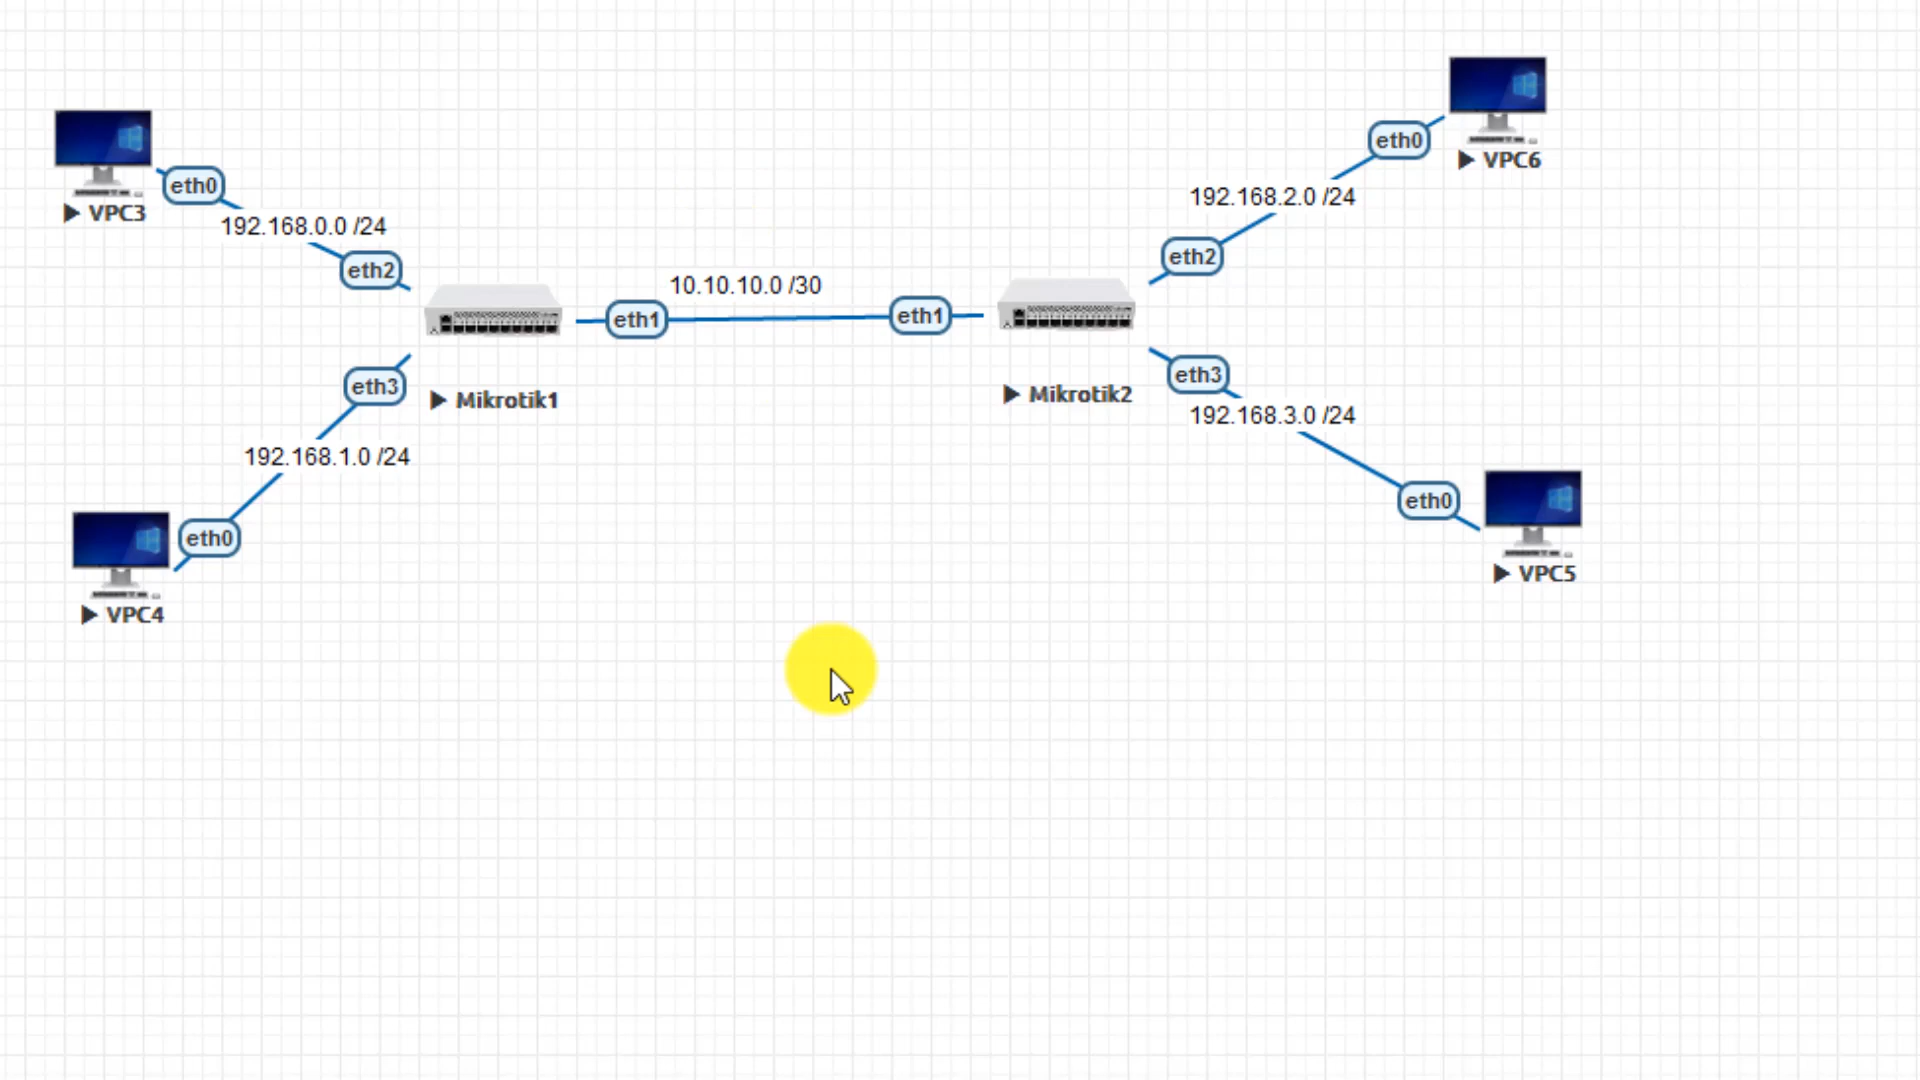 VPC6
eth0
VPC3
eth0
192.168.0.0 /24
eth2
192.168.2.0 /24
eth2
10.10.10.0 /30
eth1
eth1
Mikrotik1
Mikrotik2
eth3
192.168.1.0 /24
eth3
192.168.3.0 /24
eth0
VPC4
eth0
VPC5